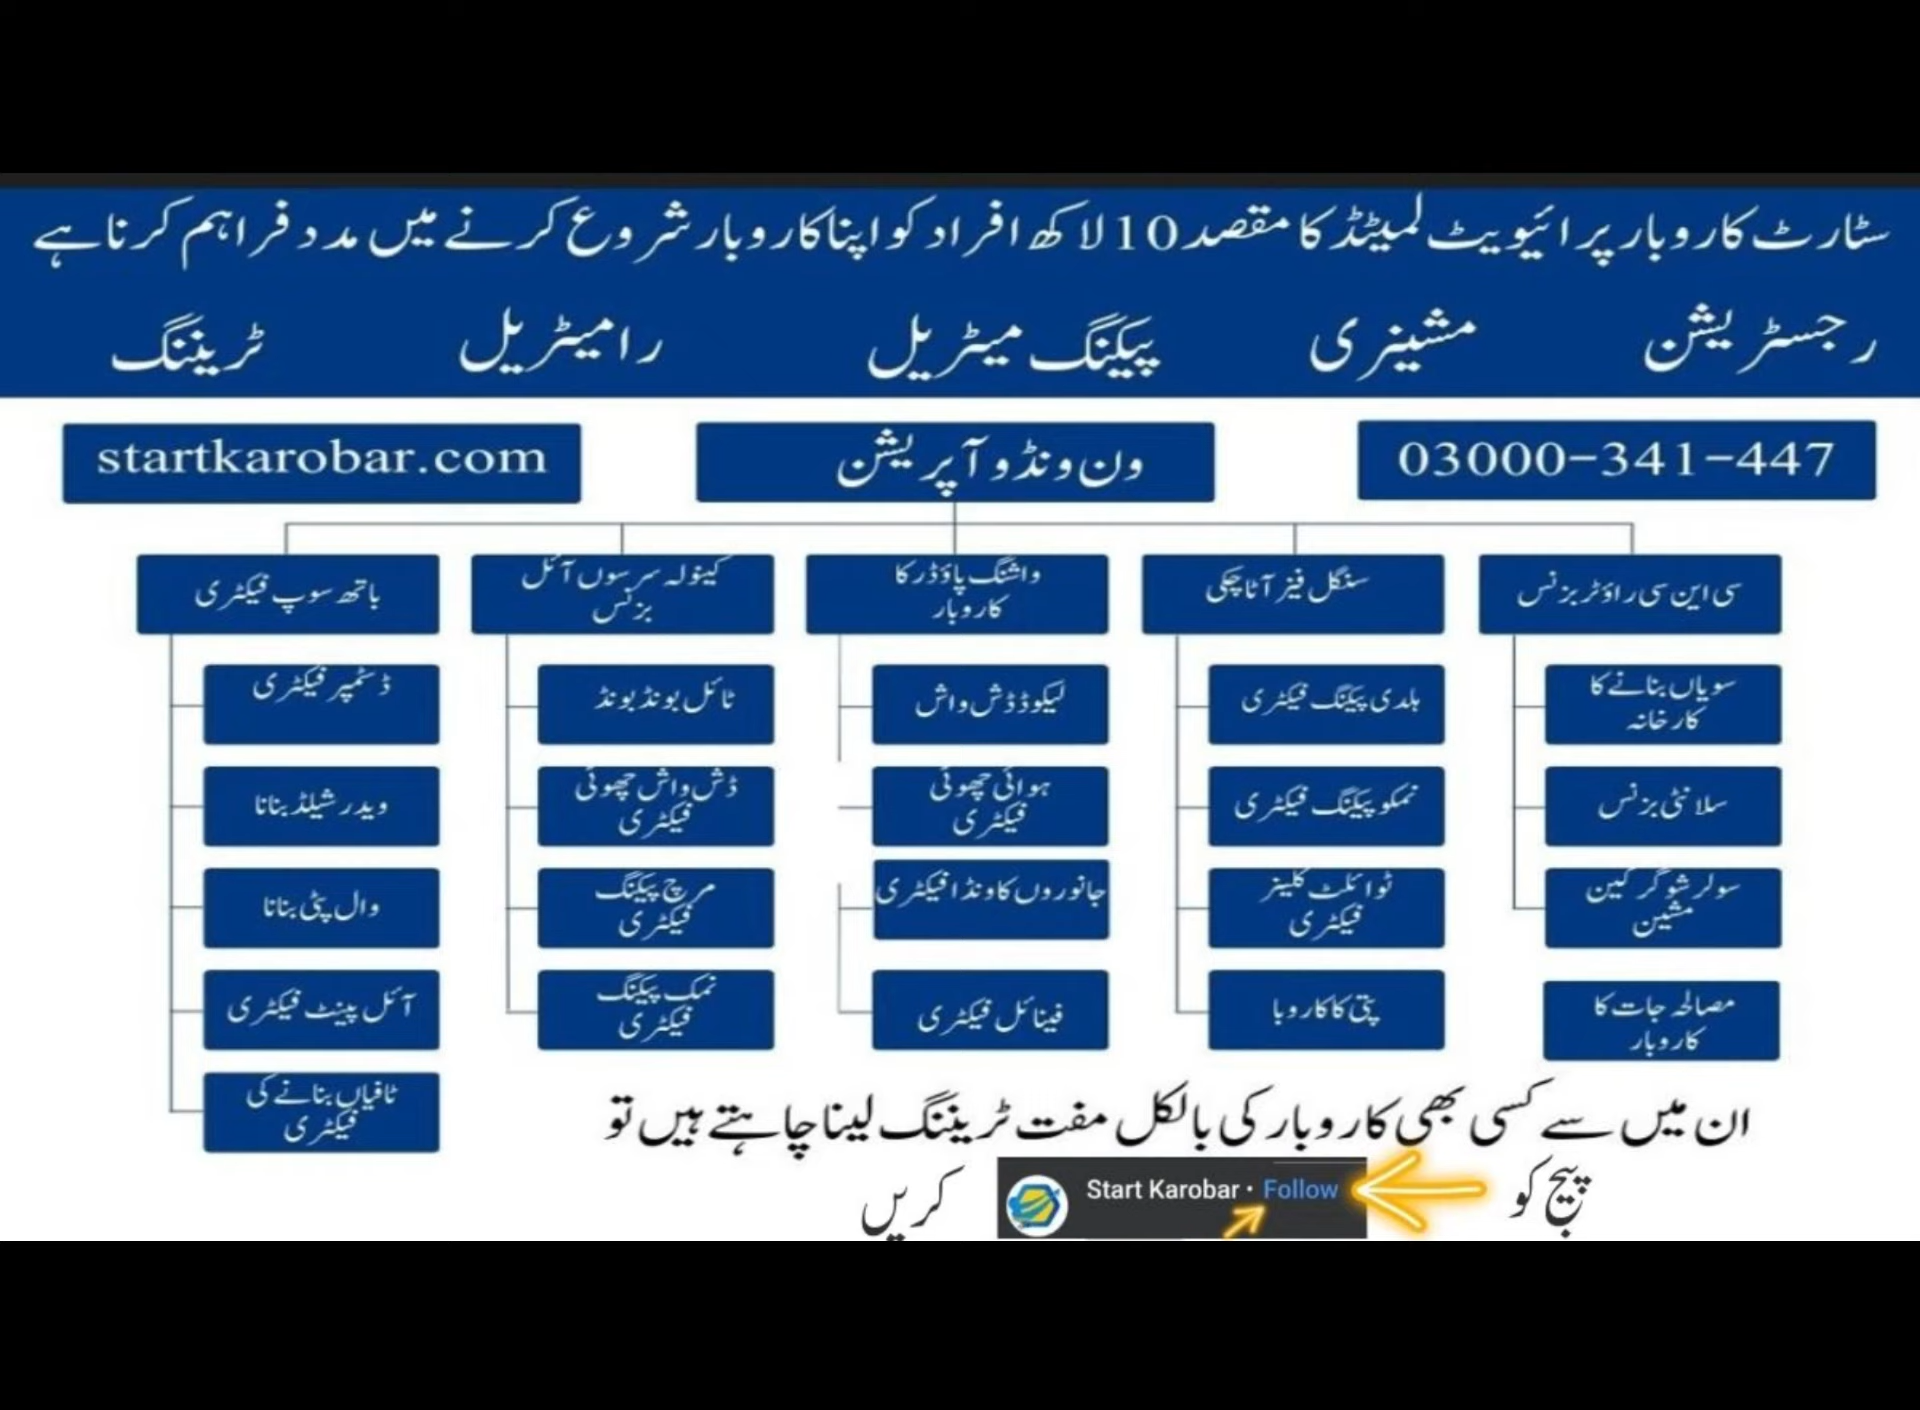 سٹارٹ کاروبار پرائیویٹ لمیٹڈ کا مقصد 10 لاکھ افراد کو اپنا کاروبار شروع کرنے میں مدد فراہم کرنا ہے
رجسٹریشن مشینری پیکنگ میٹریل رامیٹریل ٹریننگ
03000-341-447
ون ونڈو آپریشن
startkarobar.com
سی این سی راؤٹر بزنس
سویاں بنانے کا
کارخانہ
سلانٹی بزنس
سولر شوگر کین
مشین
مصالحہ جات کا
کاروبار
سنگل فیز آٹا چکی
ہلدی پیکنگ فیکٹری
نمکو پیکنگ فیکٹری
ٹوائلٹ کلینر
فیکٹری
پتی کا کاروبا
واشنگ پاؤڈر کا
کاروبار
لیکوڈ ڈش واش
ہوائی چھوئی
فیکٹری
جانوروں کا ونڈا فیکٹری
فینائل فیکٹری
کینولہ سرسوں آئل
بزنس
ٹائل بونڈ بونڈ
ڈش واش چھوئی
فیکٹری
مرچ پیکنگ
فیکٹری
نمک پیکنگ
فیکٹری
باتھ سوپ فیکٹری
ڈسٹمپر فیکٹری
ویدر شیلڈ بنانا
وال پٹی بنانا
آئل پینٹ فیکٹری
ٹافیاں بنانے کی
فیکٹری
ان میں سے کسی بھی کاروبار کی بالکل مفت ٹریننگ لینا چاہتے ہیں تو
پیج کو Start Karobar · Follow کریں